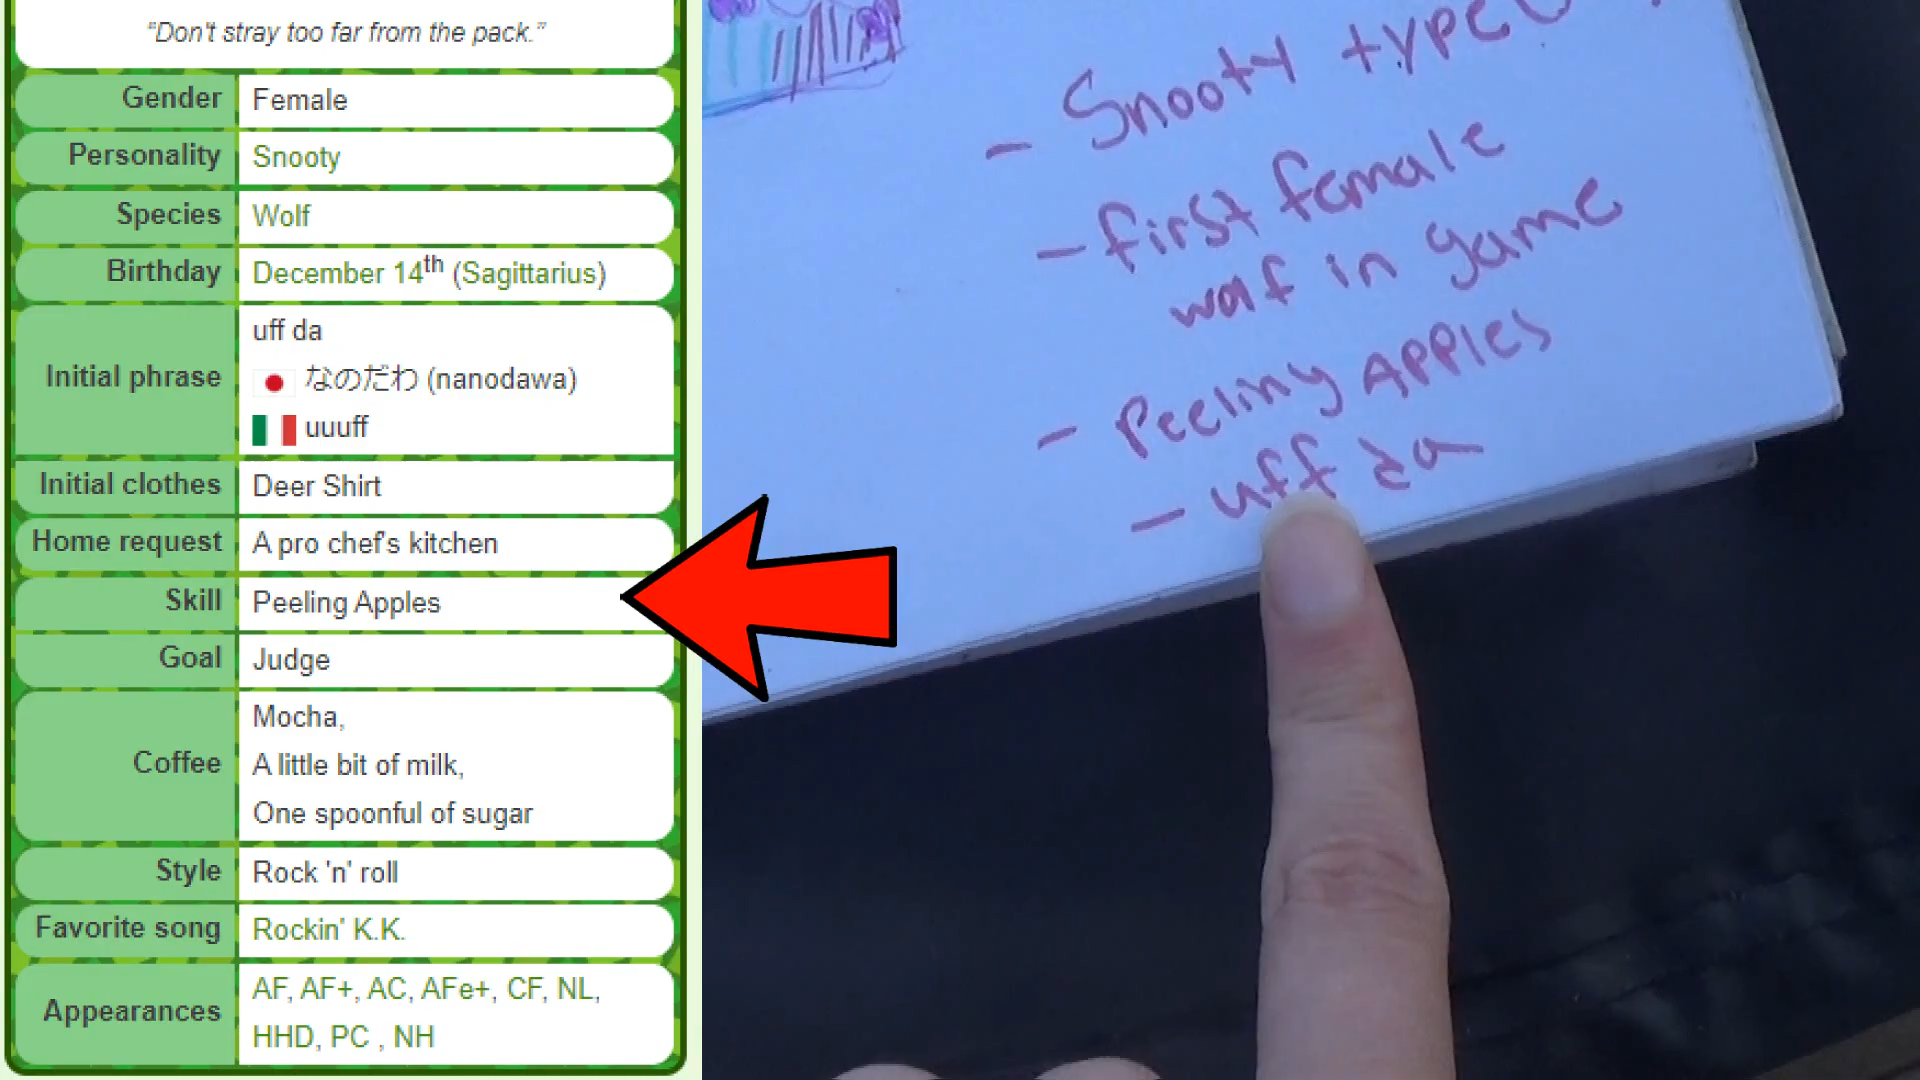 "Don't stray too far from the pack."
Gender Female
Personality Snooty
Species Wolf
Birthday December 14th (Sagittarius)
Initial phrase uff da
なのだわ (nanodawa)
uuuff
Initial clothes Deer Shirt
Home request A pro chef's kitchen
Skill Peeling Apples
Goal Judge
Coffee Mocha,
A little bit of milk,
One spoonful of sugar
Style Rock 'n' roll
Favorite song Rockin' K.K.
Appearances AF, AF+, AC, AFe+, CF, NL,
HHD, PC , NH
- Snooty type
- first female
wolf in game
- Peeling Apples
- uff da